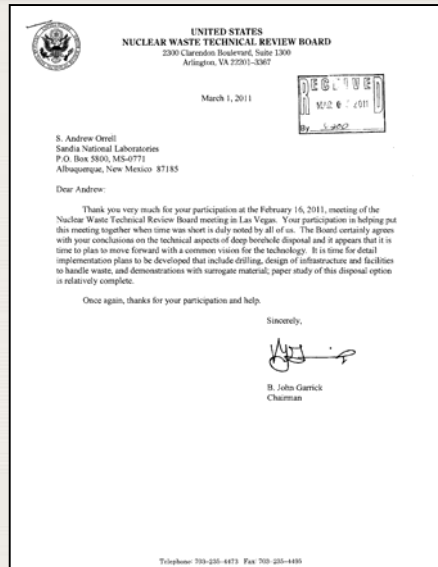 UNITED STATES
NUCLEAR WASTE TECHNICAL REVIEW BOARD
2300 Clarendon Boulevard, Suite 1300
Arlington, VA 22201-3367
March 1, 2011
RECEIVED
2011
By
S. Andrew Orrell
Sandia National Laboratories
P.O. Box 5800, MS-0771
Albuquerque, New Mexico 87185
Dear Andrew:
Thank you very much for your participation at the February 16, 2011, meeting of the
Nuclear Waste Technical Review Board meeting in Las Vegas. Your participation in helping put
this meeting together when time was short is duly noted by all of us. The Board certainly agrees
with your conclusions on the technical aspects of deep borehole disposal and it appears that it is
time to plan to move forward with a common vision for the technology. It is time for detail
implementation plans to be developed that include drilling, design of infrastructure and facilities
to handle waste, and demonstrations with surrogate material; paper study of this disposal option
is relatively complete.
Once again, thanks for your participation and help.
Sincerely,
B. John Garrick
Chairman
Telephone: 703-235-4473 Fax: 703-235-4495